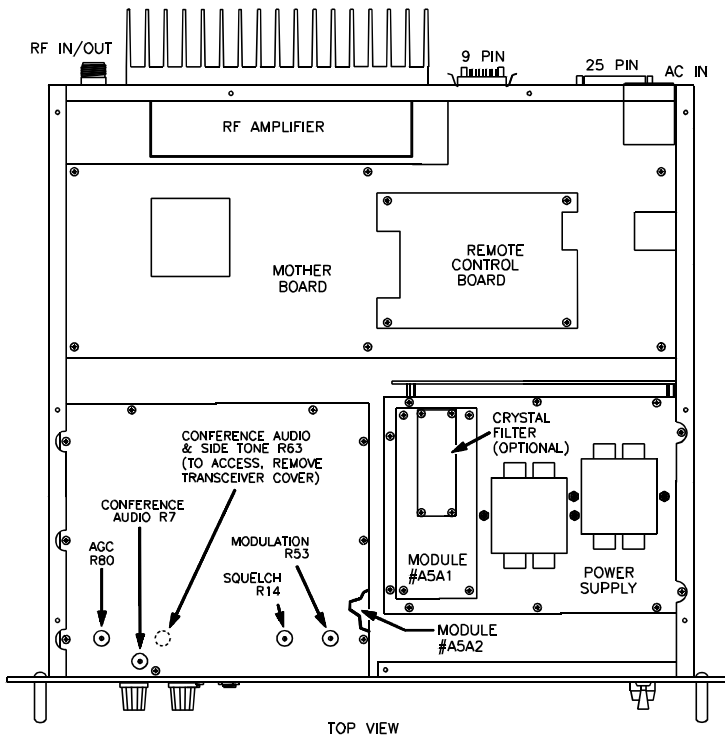 RF IN/OUT
9 PIN
25 PIN
AC IN
RF AMPLIFIER
MOTHER
BOARD
REMOTE
CONTROL
BOARD
CONFERENCE AUDIO
& SIDE TONE R63
(TO ACCESS, REMOVE
TRANSCEIVER COVER)
CRYSTAL
FILTER
(OPTIONAL)
CONFERENCE
AUDIO R7
AGC
R80
MODULATION
R53
SQUELCH
R14
MODULE
#A5A1
POWER
SUPPLY
MODULE
#A5A2
TOP VIEW